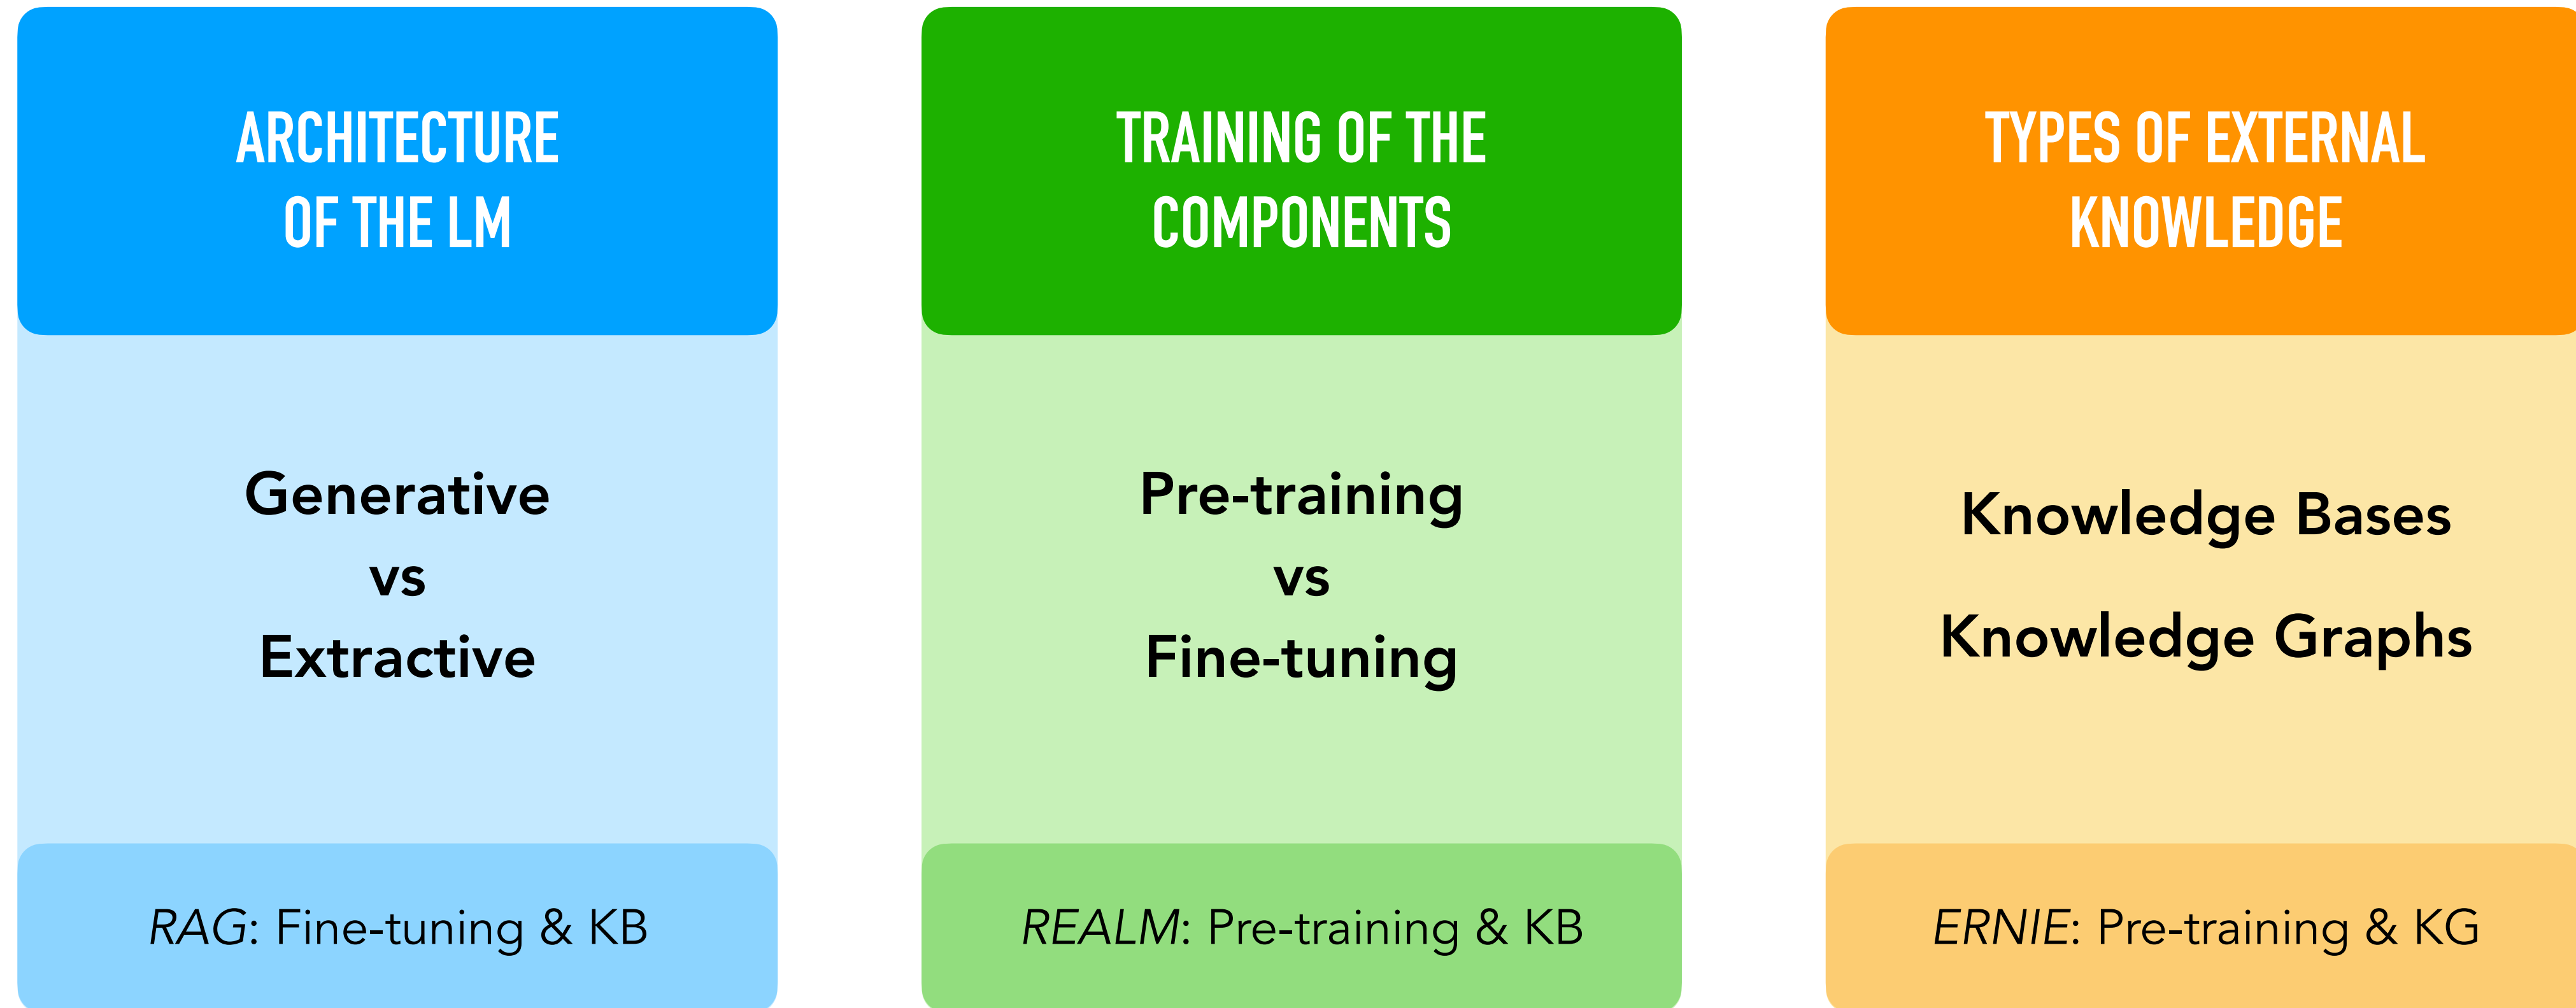 ARCHITECTURE
OF THE LM
Generative
vs
Extractive
RAG: Fine-tuning & KB
TRAINING OF THE
COMPONENTS
Pre-training
vs
Fine-tuning
REALM: Pre-training & KB
TYPES OF EXTERNAL
KNOWLEDGE
Knowledge Bases
Knowledge Graphs
ERNIE: Pre-training & KG